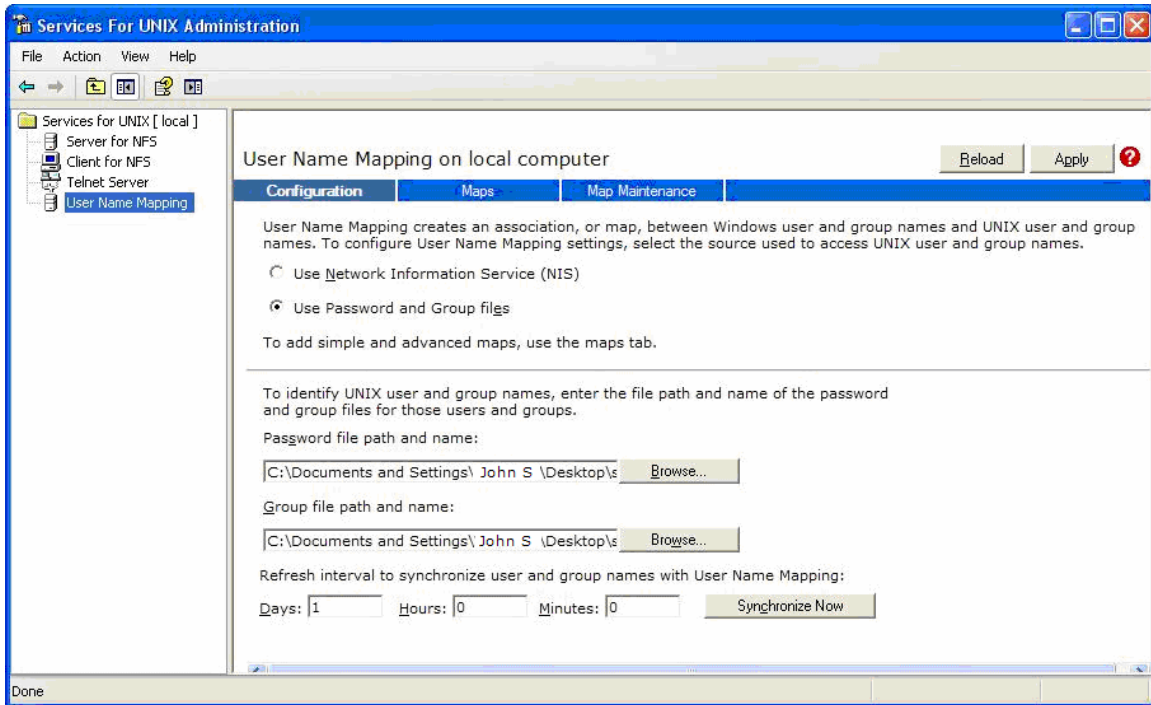 Services For UNIX Administration
File Action View Help
Services for UNIX [ local ]
Server for NFS
Client for NFS
Telnet Server
User Name Mapping
User Name Mapping on local computer
Reload Apply ?
Configuration Maps Map Maintenance
User Name Mapping creates an association, or map, between Windows user and group names and UNIX user and group
names. To configure User Name Mapping settings, select the source used to access UNIX user and group names.
Use Network Information Service (NIS)
Use Password and Group files
To add simple and advanced maps, use the maps tab.
To identify UNIX user and group names, enter the file path and name of the password
and group files for those users and groups.
Password file path and name:
C:\Documents and Settings\ John S \Desktop\s Browse...
Group file path and name:
C:\Documents and Settings\ John S \Desktop\s Browse...
Refresh interval to synchronize user and group names with User Name Mapping:
Days: 1 Hours: 0 Minutes: 0 Synchronize Now
Done